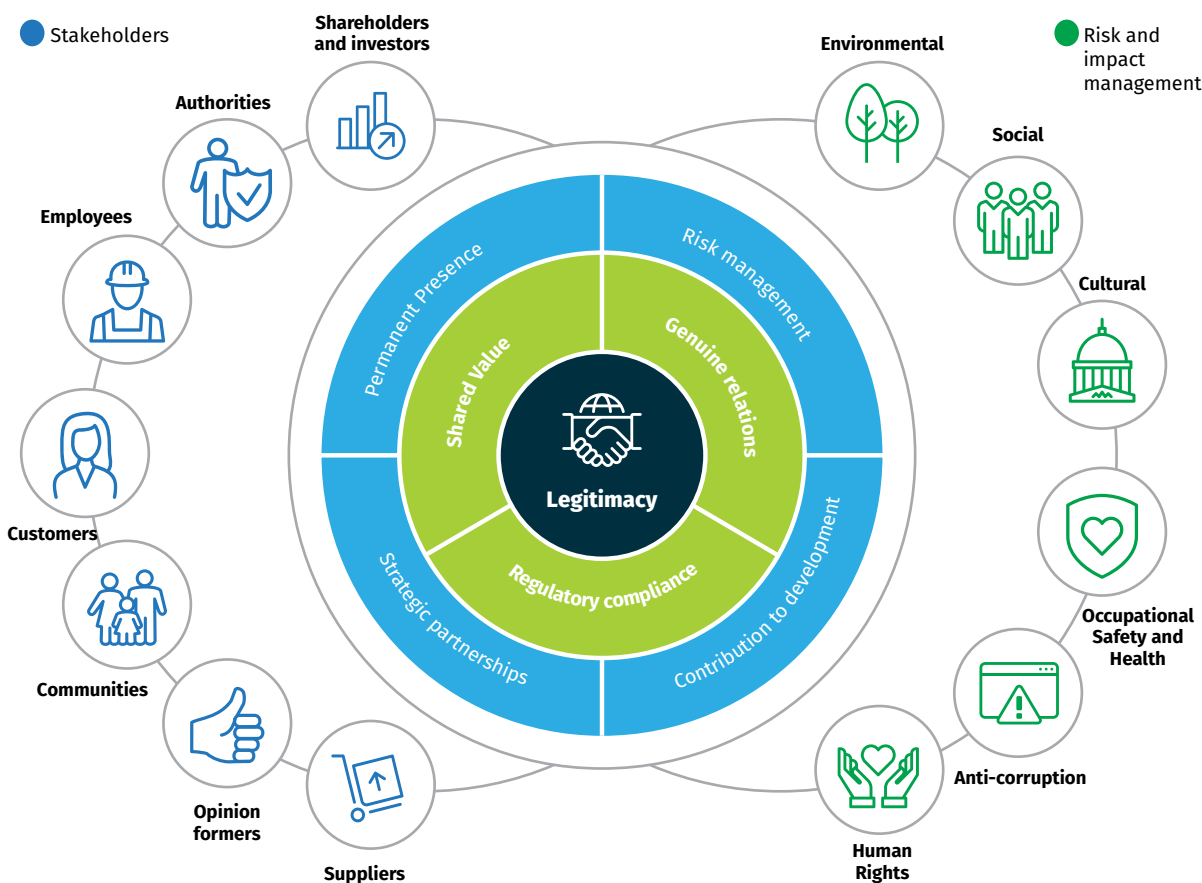 Stakeholders
Shareholders
and investors
Authorities
Employees
Customers
Communities
Opinion
formers
Suppliers
Permanent Presence
Risk management
Strategic partnerships
Contribution to development
Shared Value
Genuine relations
Regulatory compliance
Legitimacy
Risk and
impact
management
Environmental
Social
Cultural
Occupational
Safety and
Health
Anti-corruption
Human
Rights